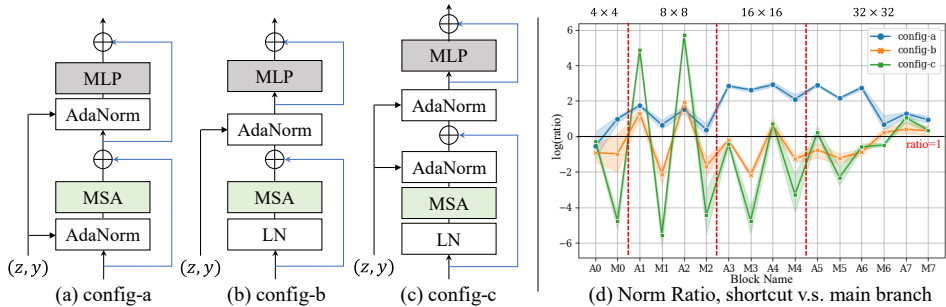 MLP
AdaNorm
MSA
AdaNorm
(z, y)
(a) config-a
MLP
AdaNorm
MSA
LN
(z, y)
(b) config-b
MLP
AdaNorm
AdaNorm
MSA
LN
(z, y)
(c) config-c
4 × 4
8 × 8
16 × 16
32 × 32
config-a
config-b
config-c
log(ratio)
6
4
2
0
−2
−4
−6
ratio=1
A0 M0 A1 M1 A2 M2 A3 M3 A4 M4 A5 M5 M6 M6 A7 M7
Block Name
(d) Norm Ratio, shortcut v.s. main branch